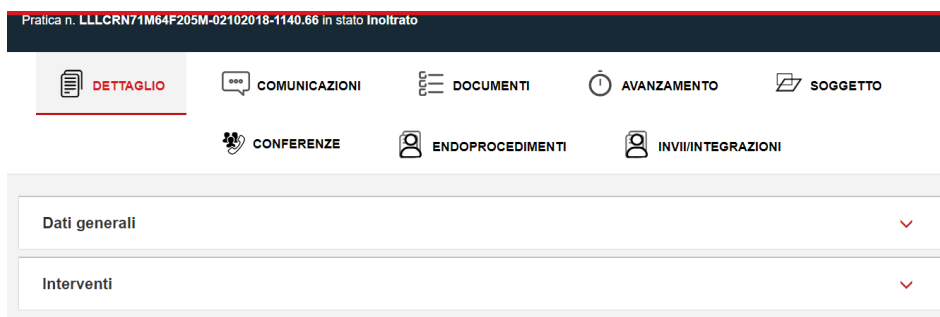 Pratica n. LLLCRN71M64F205M-02102018-1140.66 in stato Inoltrato
DETTAGLIO COMUNICAZIONI DOCUMENTI AVANZAMENTO SOGGETTO
CONFERENZE ENDOPROCEDIMENTI INVII/INTEGRAZIONI
Dati generali
Interventi